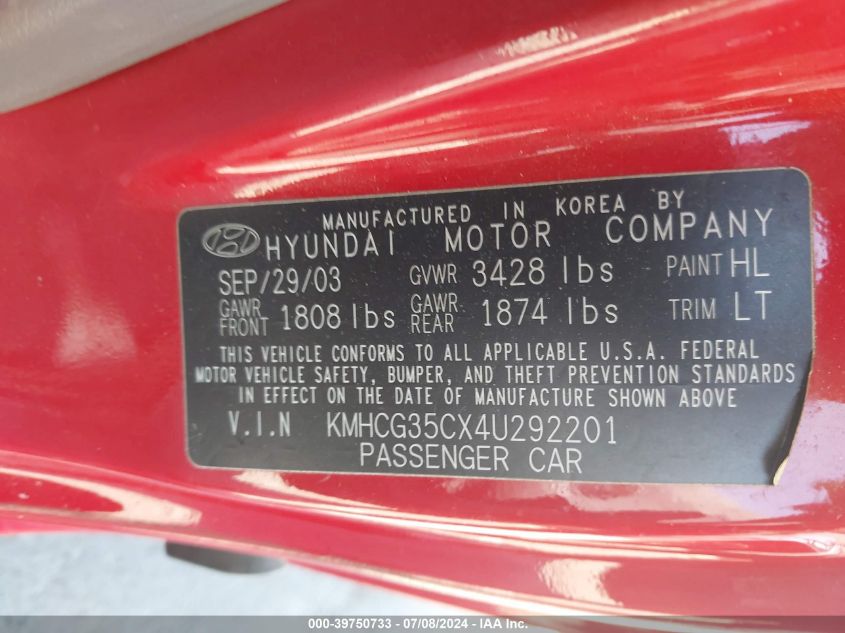 MANUFACTURED IN KOREA BY
HYUNDAI MOTOR COMPANY
SEP/29/03 GVWR 3428 lbs PAINT HL
GAWR FRONT 1808 lbs GAWR REAR 1874 lbs TRIM LT
THIS VEHICLE CONFORMS TO ALL APPLICABLE U.S.A. FEDERAL
MOTOR VEHICLE SAFETY, BUMPER, AND THEFT PREVENTION STANDARDS
IN EFFECT ON THE DATE OF MANUFACTURE SHOWN ABOVE
V.I.N KMHCG35CX4U292201
PASSENGER CAR
000-39750733 - 07/08/2024 - IAA Inc.